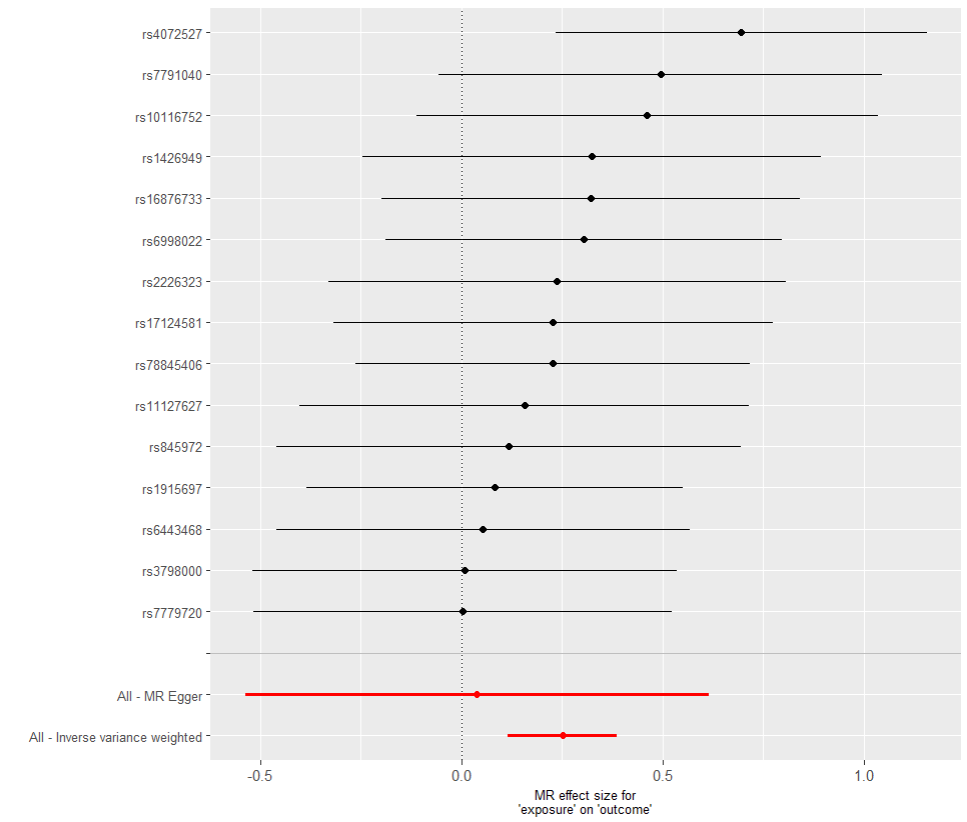 rs4072527
rs7791040
rs10116752
rs1426949
rs16876733
rs6998022
rs2226323
rs17124581
rs78845406
rs11127627
rs845972
rs1915697
rs6443468
rs3798000
rs7779720
All - MR Egger
All - Inverse variance weighted
-0.5 0.0 0.5 1.0
MR effect size for
'exposure' on 'outcome'